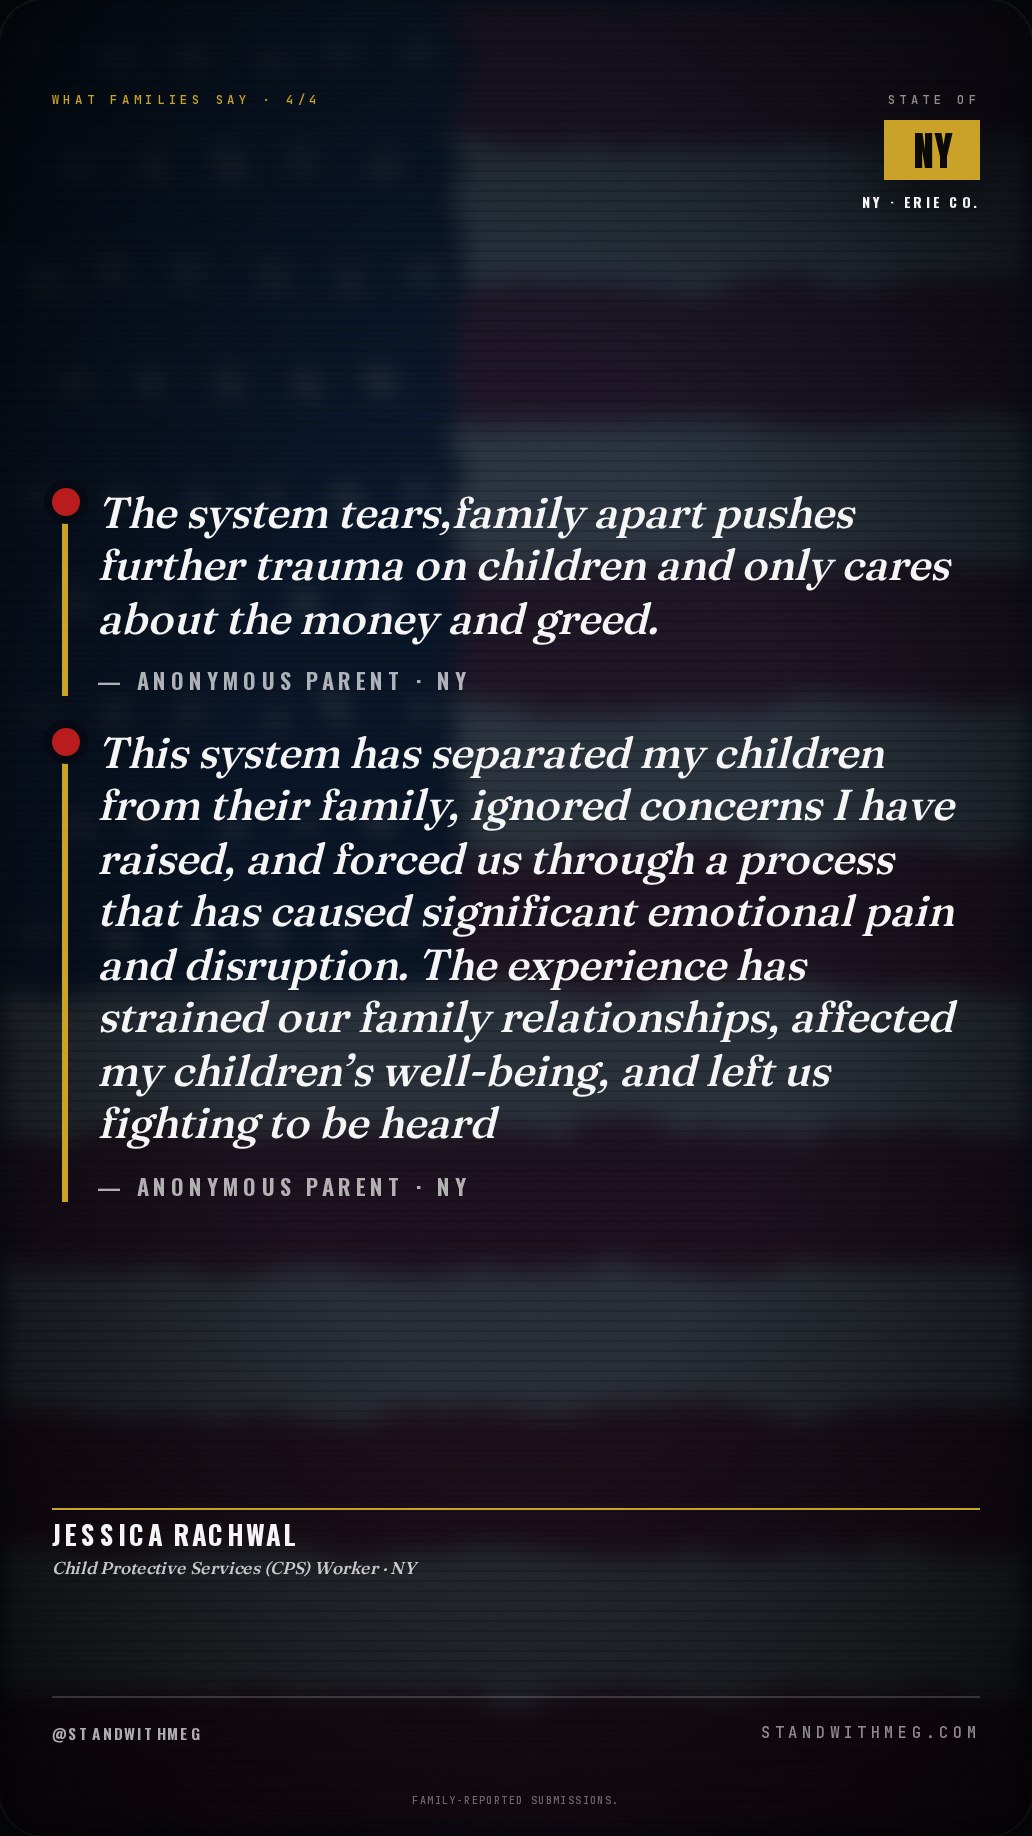 WHAT FAMILIES SAY · 4/4
STATE OF
NY
NY · ERIE CO.
The system tears,family apart pushes
further trauma on children and only cares
about the money and greed.
— ANONYMOUS PARENT · NY
This system has separated my children
from their family, ignored concerns I have
raised, and forced us through a process
that has caused significant emotional pain
and disruption. The experience has
strained our family relationships, affected
my children’s well-being, and left us
fighting to be heard
— ANONYMOUS PARENT · NY
JESSICA RACHWAL
Child Protective Services (CPS) Worker · NY
@STANDWITHMEG
STANDWITHMEG.COM
FAMILY-REPORTED SUBMISSIONS.